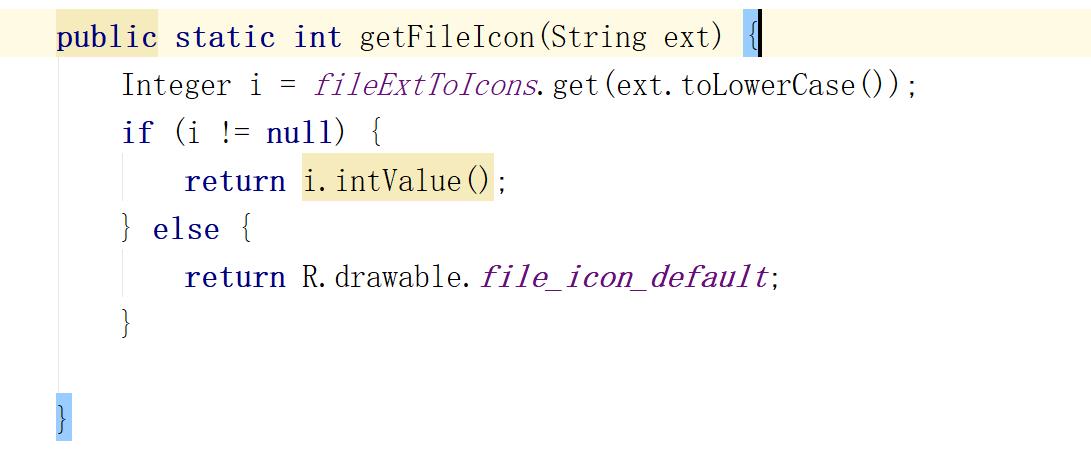 public static int getFileIcon(String ext) {
    Integer i = fileExtToIcons.get(ext.toLowerCase());
    if (i != null) {
        return i.intValue();
    } else {
        return R.drawable.file_icon_default;
    }
}